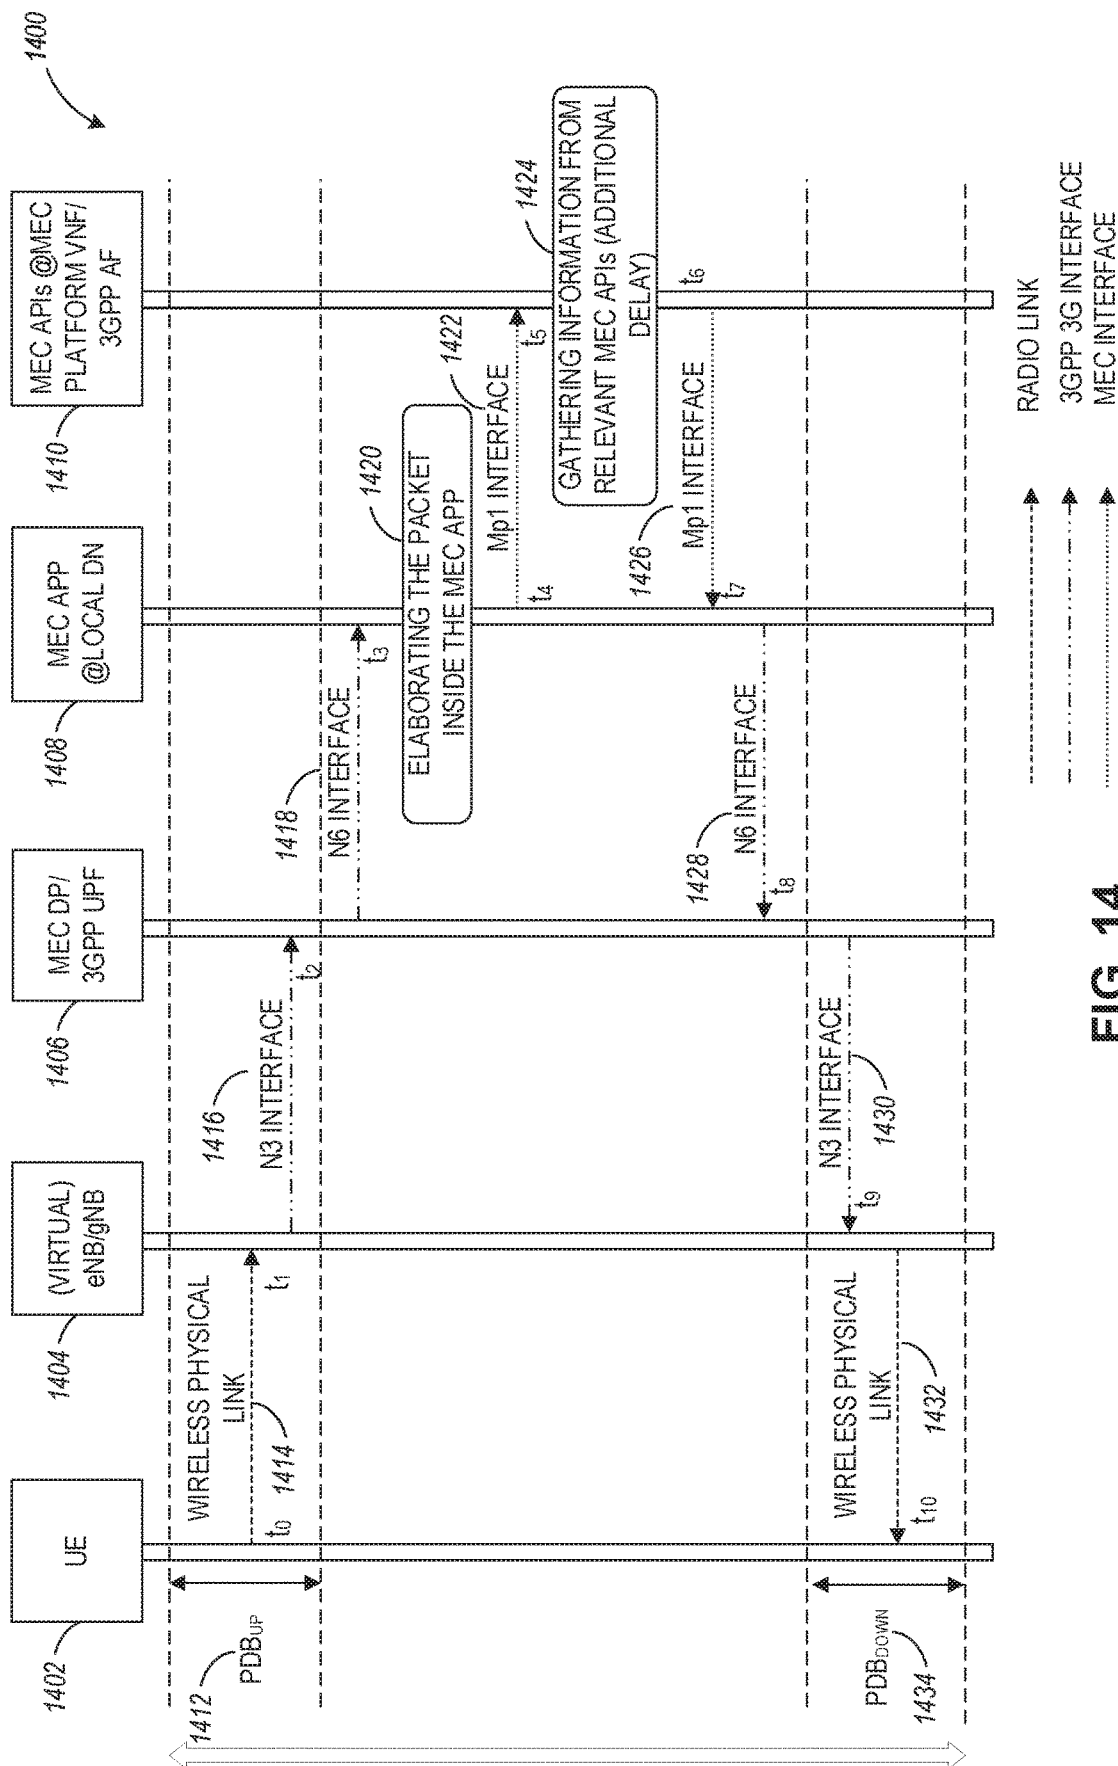 1400
UE
(VIRTUAL)
eNB/gNB
MEC DP/
3GPP UPF
MEC APP
@LOCAL DN
MEC APIs @MEC
PLATFORM VNF/
3GPP AF
1402
1404
1406
1408
1410
1412
PDBUP
WIRELESS PHYSICAL
LINK
1414
t0
t1
1416
N3 INTERFACE
t2
1418
N6 INTERFACE
t3
1420
ELABORATING THE PACKET
INSIDE THE MEC APP
1422
Mp1 INTERFACE
t4
t5
1424
GATHERING INFORMATION FROM
RELEVANT MEC APIs (ADDITIONAL
DELAY)
t6
1426
Mp1 INTERFACE
t7
1428
N6 INTERFACE
t8
N3 INTERFACE
1430
t9
WIRELESS PHYSICAL
LINK
1432
t10
PDBDOWN
1434
RADIO LINK
3GPP 3G INTERFACE
MEC INTERFACE
FIG. 14